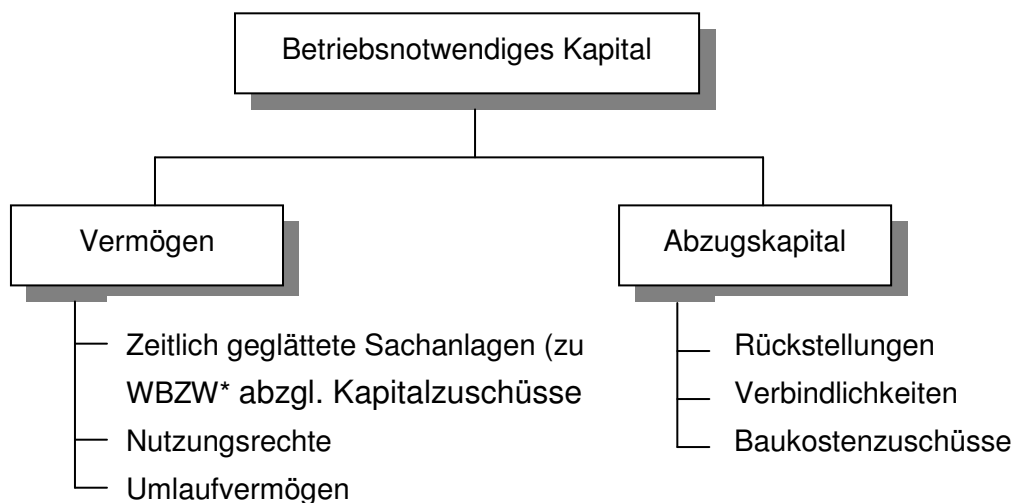 Betriebsnotwendiges Kapital
Vermögen
Abzugskapital
Zeitlich geglättete Sachanlagen (zu
WBZW* abzgl. Kapitalzuschüsse
Nutzungsrechte
Umlaufvermögen
Rückstellungen
Verbindlichkeiten
Baukostenzuschüsse